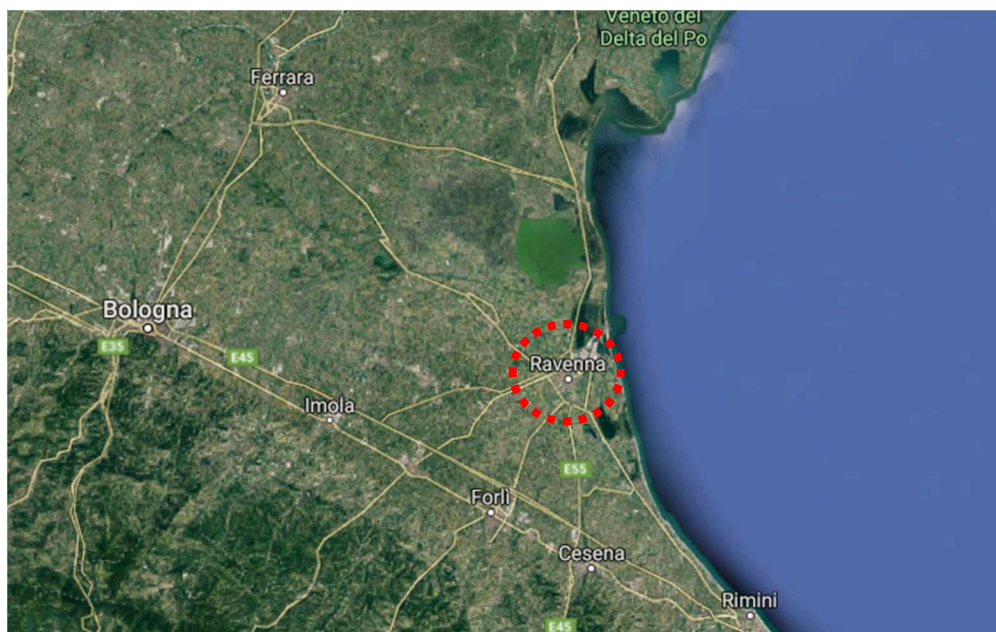 Veneto del
Delta del Po
Ferrara
Bologna
E35
E45
Ravenna
Imola
E55
Forlì
Cesena
Rimini
E45